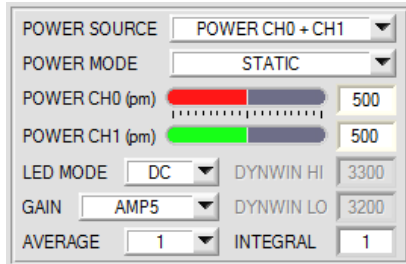 POWER SOURCE POWER CH0 + CH1
POWER MODE STATIC
POWER CH0 (pm) 500
POWER CH1 (pm) 500
LED MODE DC DYNWIN HI 3300
GAIN AMP5 DYNWIN LO 3200
AVERAGE 1 INTEGRAL 1